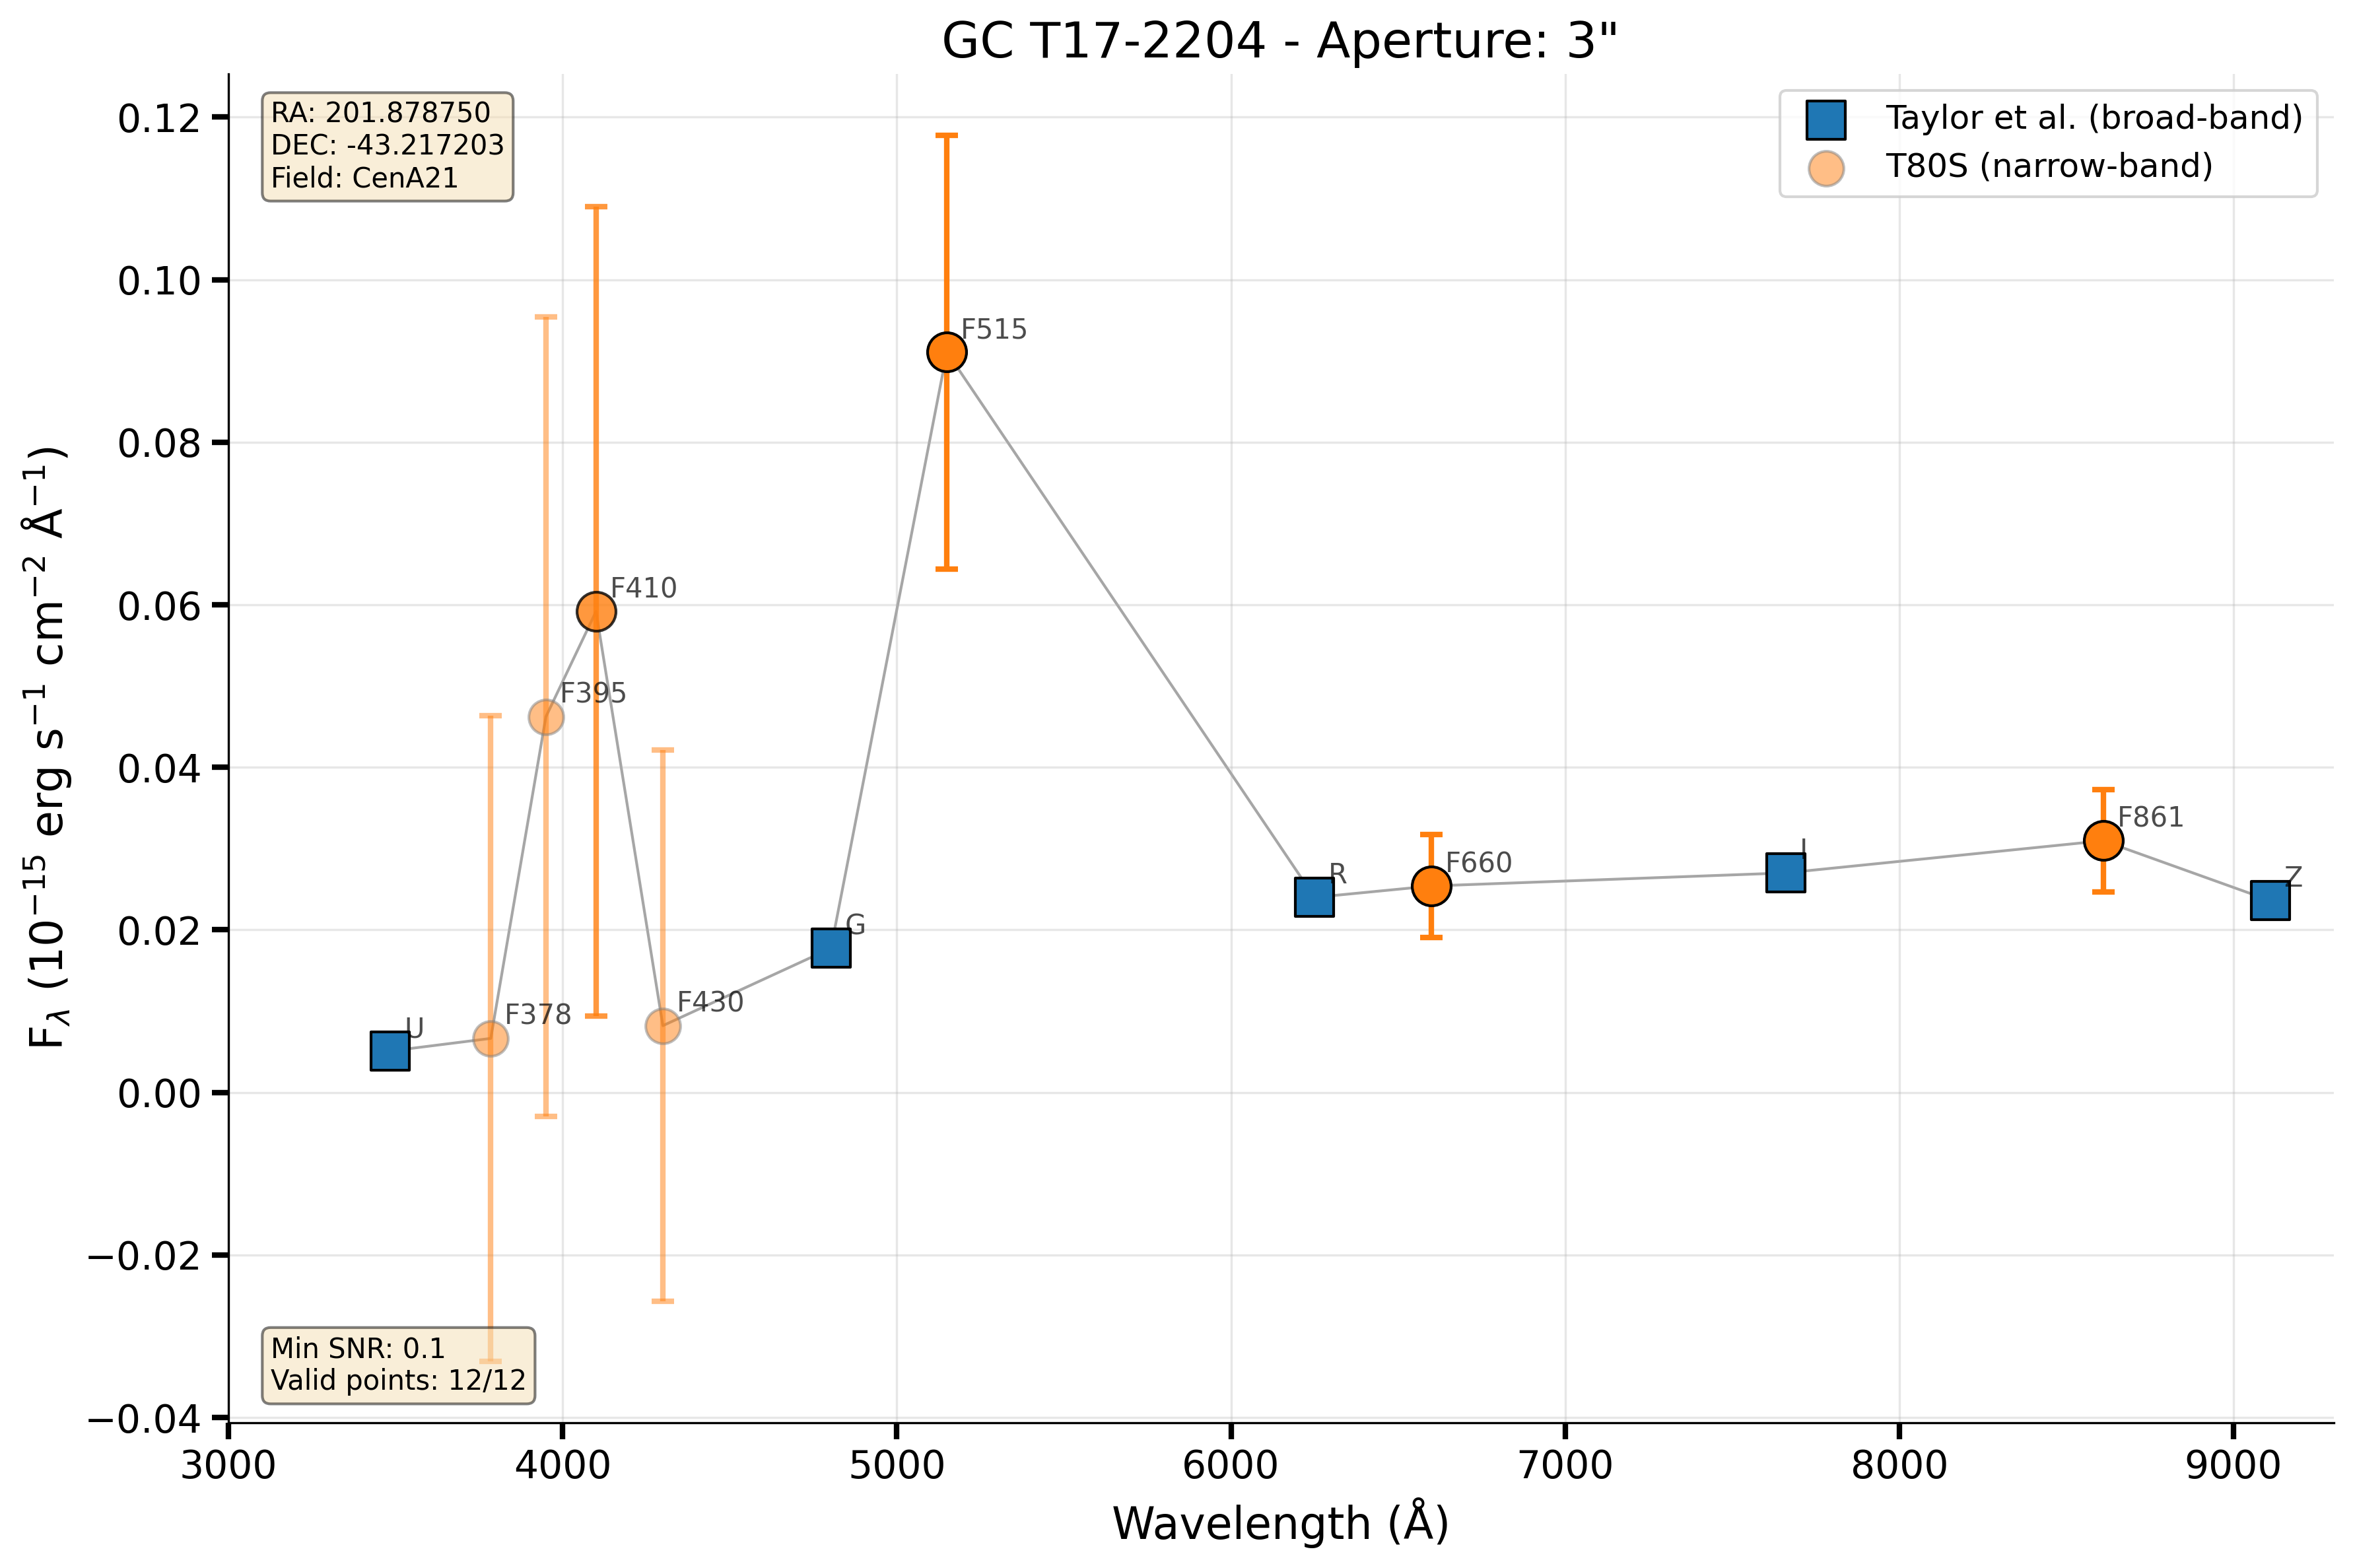 GC T17-2204 - Aperture: 3"
RA: 201.878750
DEC: -43.217203
Field: CenA21
Taylor et al. (broad-band)
T80S (narrow-band)
0.12
0.10
0.08
0.06
0.04
0.02
0.00
−0.02
−0.04
F515
F410
F395
F378
F430
U
G
R
F660
I
F861
Z
Min SNR: 0.1
Valid points: 12/12
3000
4000
5000
6000
7000
8000
9000
Wavelength (Å)
F_λ (10⁻¹⁵ erg s⁻¹ cm⁻² Å⁻¹)